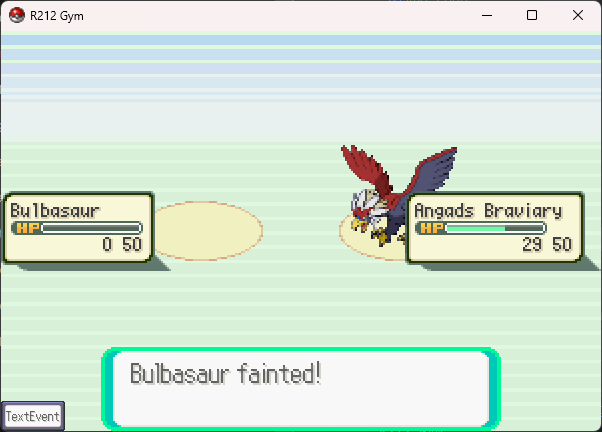 R212 Gym
Bulbasaur
HP
0 50
Angads Braviary
HP
29 50
Bulbasaur fainted!
TextEvent